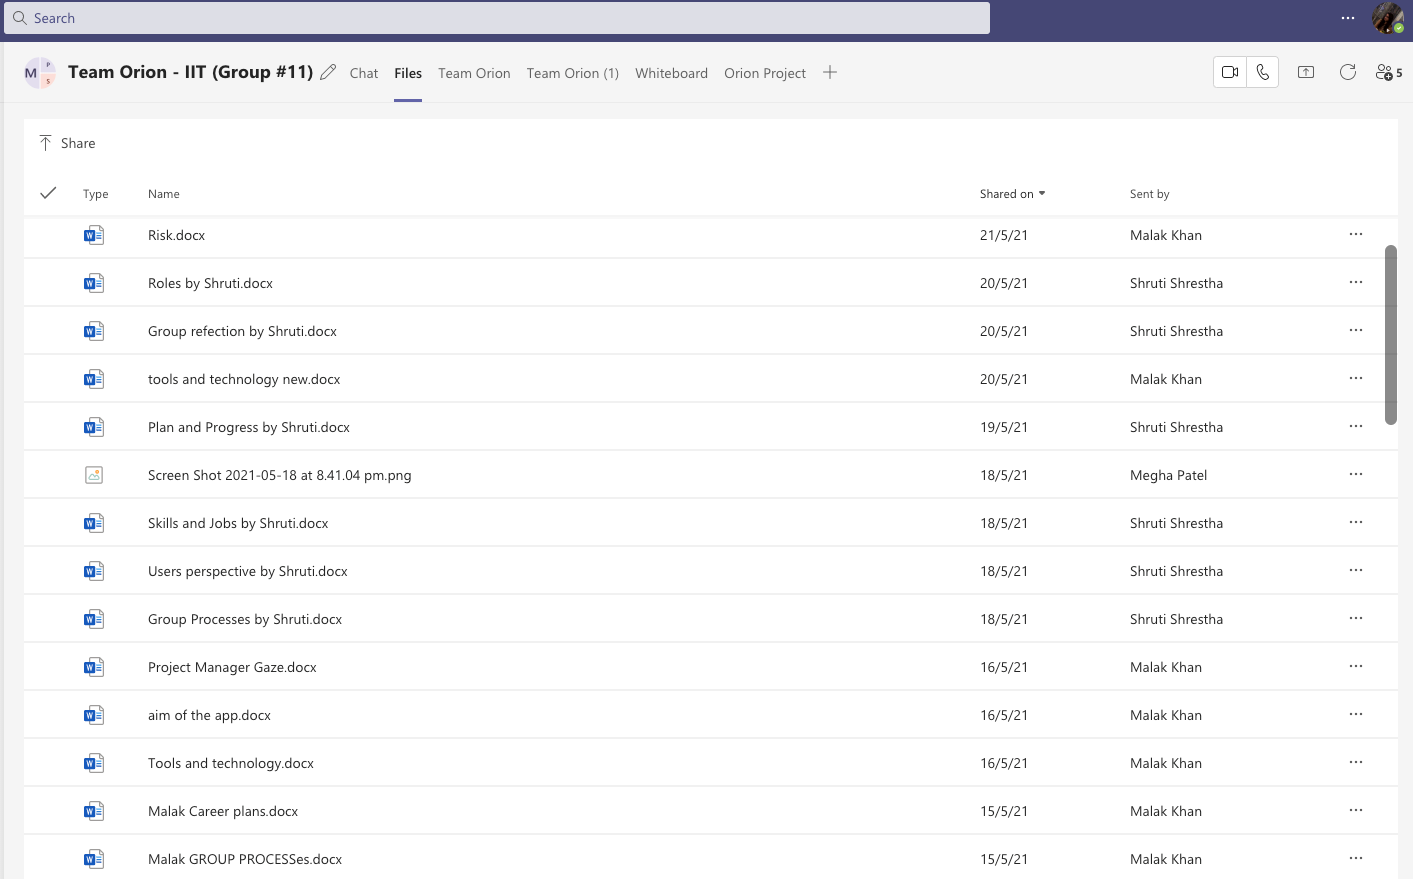 Search
M P S
Team Orion - IIT (Group #11) Chat Files Team Orion Team Orion (1) Whiteboard Orion Project 5
Share
Type Name Shared on Sent by
Risk.docx 21/5/21 Malak Khan
Roles by Shruti.docx 20/5/21 Shruti Shrestha
Group refection by Shruti.docx 20/5/21 Shruti Shrestha
tools and technology new.docx 20/5/21 Malak Khan
Plan and Progress by Shruti.docx 19/5/21 Shruti Shrestha
Screen Shot 2021-05-18 at 8.41.04 pm.png 18/5/21 Megha Patel
Skills and Jobs by Shruti.docx 18/5/21 Shruti Shrestha
Users perspective by Shruti.docx 18/5/21 Shruti Shrestha
Group Processes by Shruti.docx 18/5/21 Shruti Shrestha
Project Manager Gaze.docx 16/5/21 Malak Khan
aim of the app.docx 16/5/21 Malak Khan
Tools and technology.docx 16/5/21 Malak Khan
Malak Career plans.docx 15/5/21 Malak Khan
Malak GROUP PROCESSes.docx 15/5/21 Malak Khan